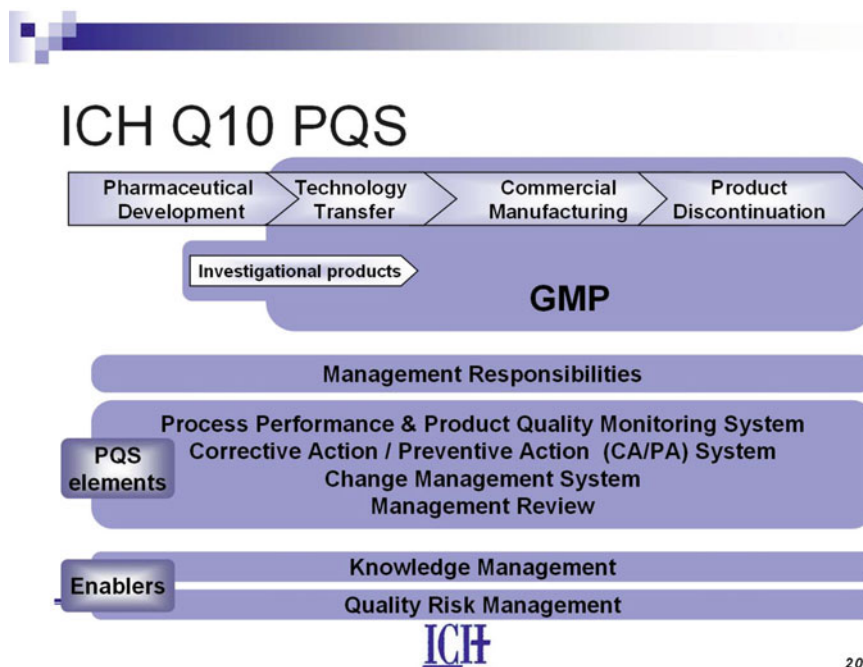 ICH Q10 PQS
Pharmaceutical
Development
Technology
Transfer
Commercial
Manufacturing
Product
Discontinuation
Investigational products
GMP
Management Responsibilities
PQS
elements
Process Performance & Product Quality Monitoring System
Corrective Action / Preventive Action (CA/PA) System
Change Management System
Management Review
Enablers
Knowledge Management
Quality Risk Management
ICH
20